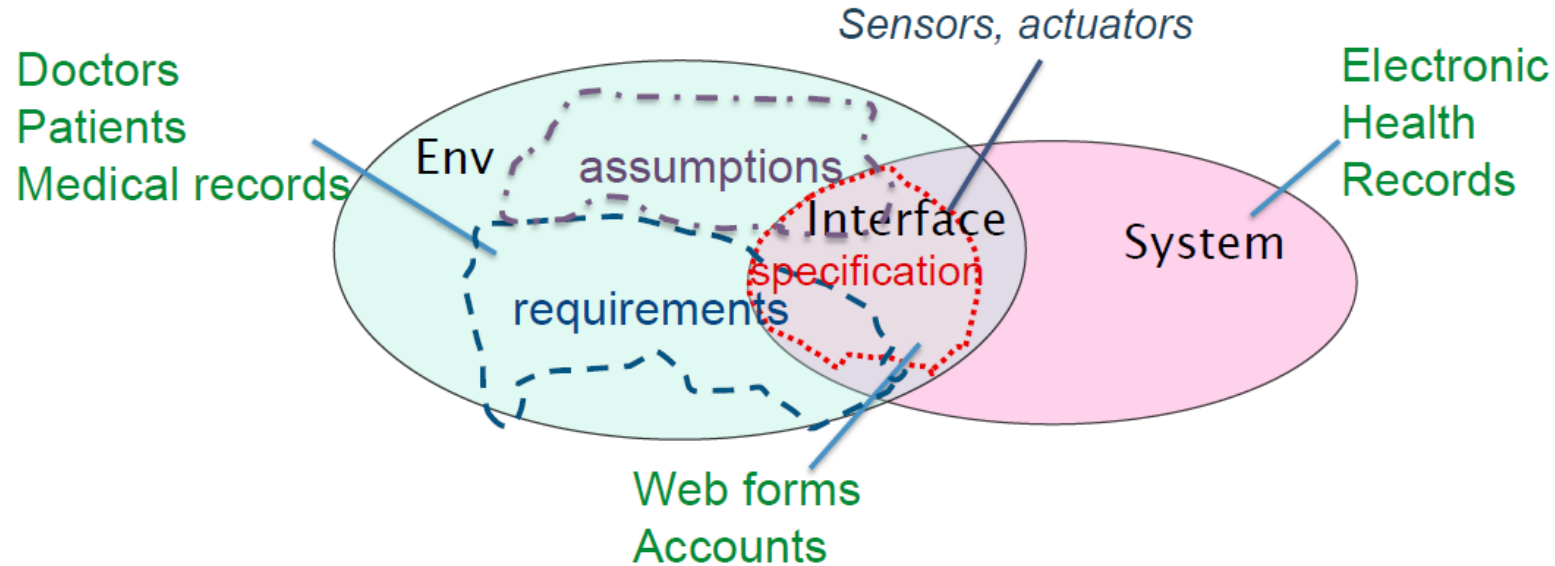 Sensors, actuators
Doctors
Patients
Medical records
Electronic
Health
Records
Env
assumptions
Interface
System
specification
requirements
Web forms
Accounts